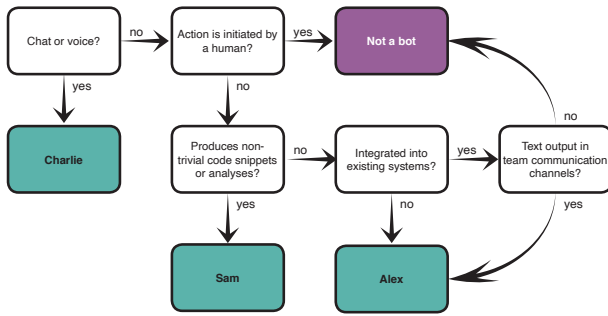 Chat or voice?
no
Action is initiated by
a human?
yes
Not a bot
yes
no
no
Charlie
Produces non-
trivial code snippets
or analyses?
no
Integrated into
existing systems?
yes
Text output in
team communication
channels?
yes
no
yes
Sam
Alex